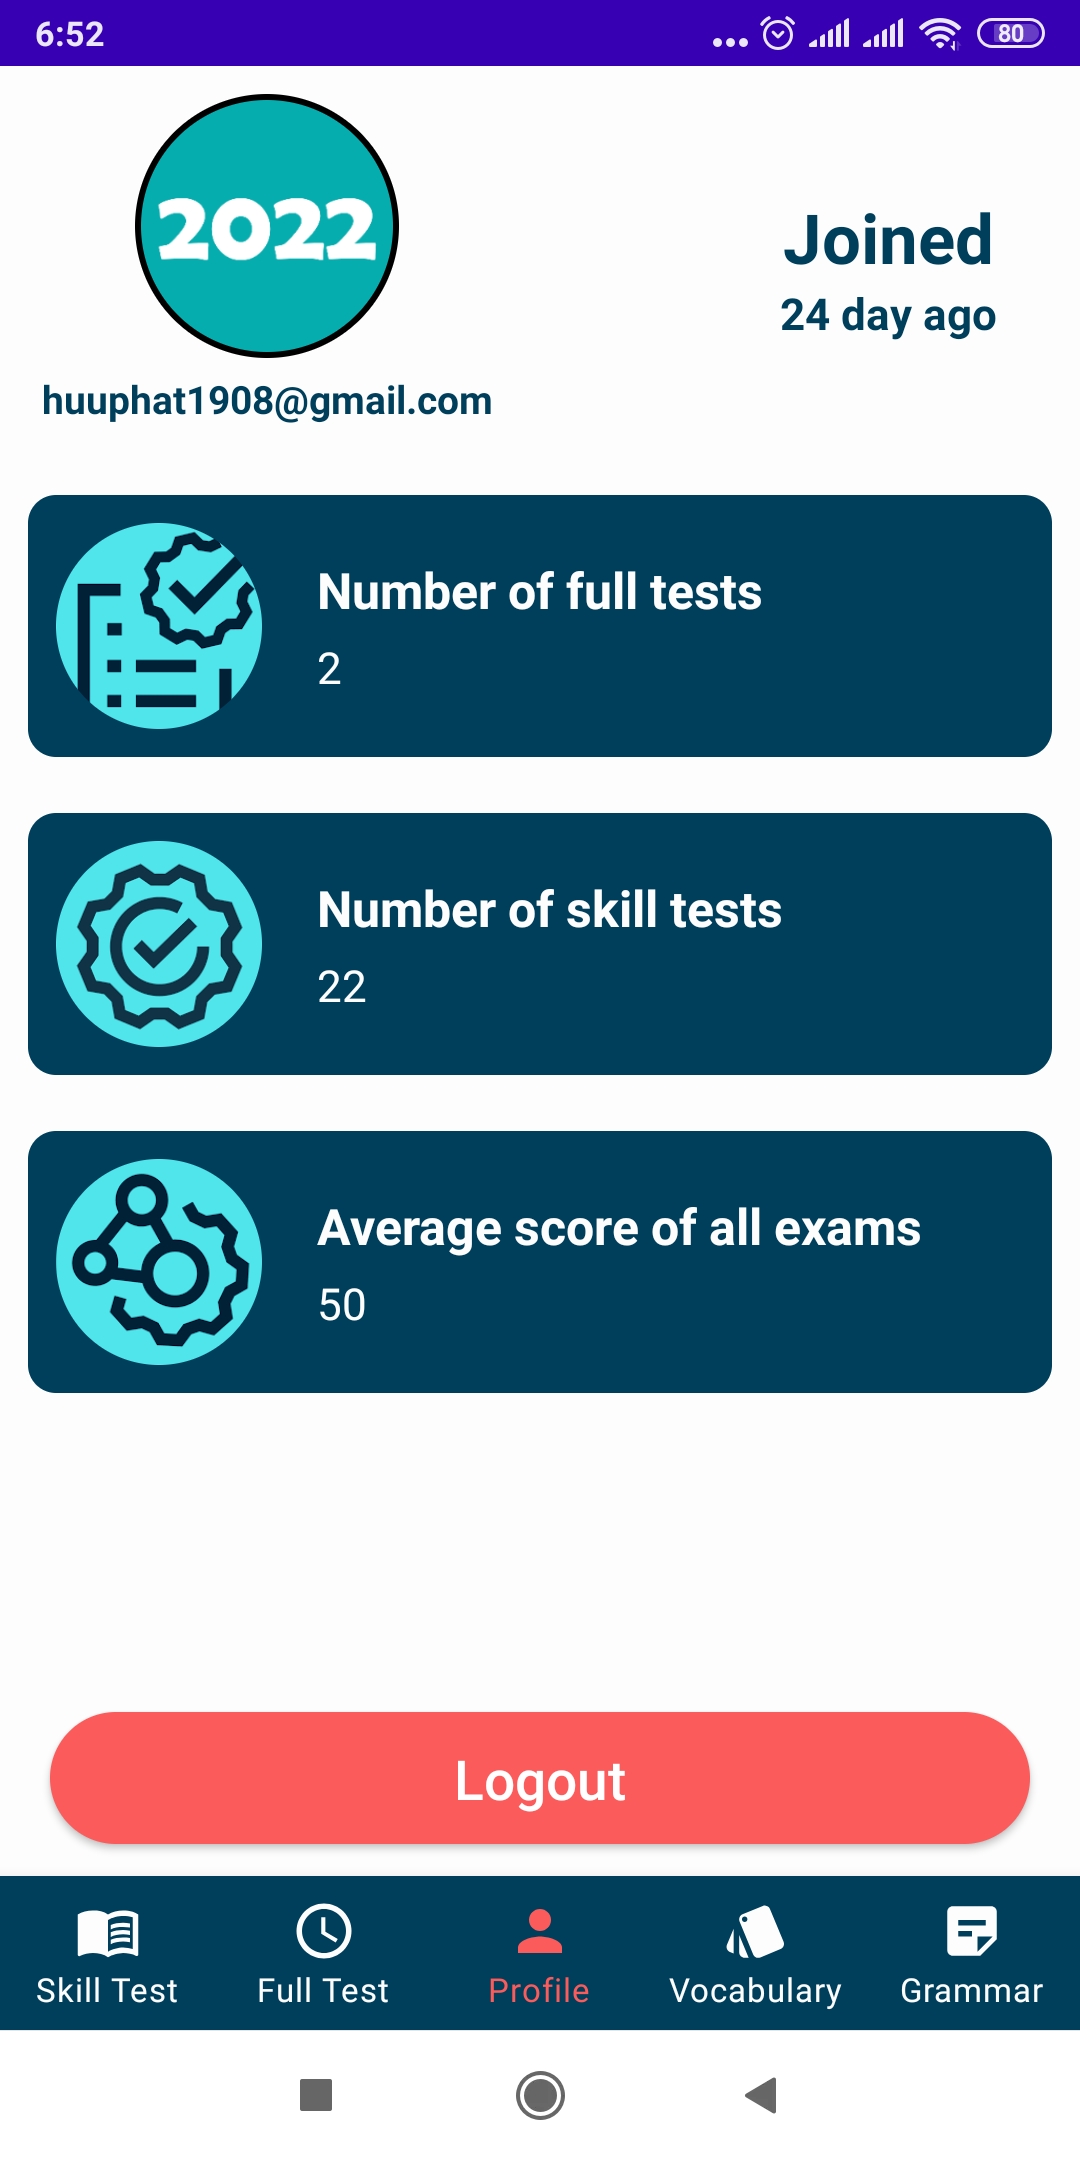 6:52
80
2022
Joined
24 day ago
huuphat1908@gmail.com
Number of full tests
2
Number of skill tests
22
Average score of all exams
50
Logout
Skill Test
Full Test
Profile
Vocabulary
Grammar